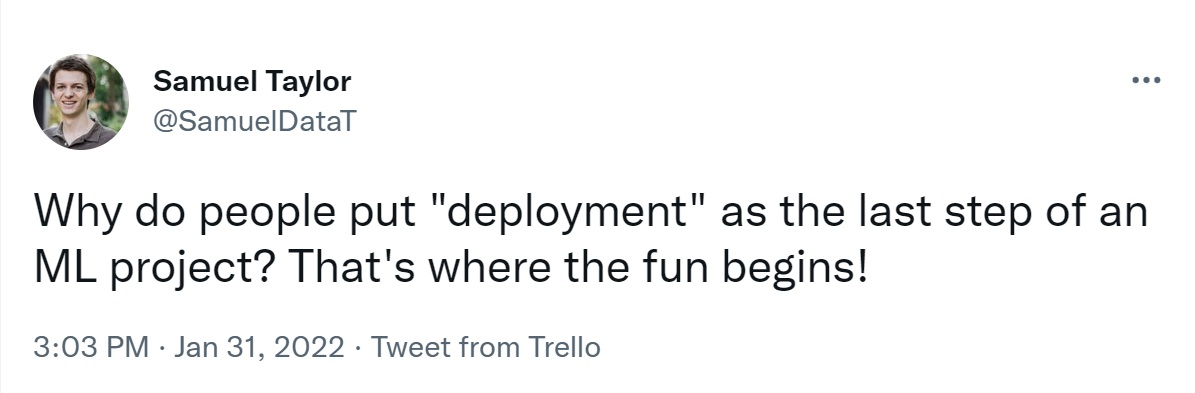 Samuel Taylor
@SamuelDataT
Why do people put "deployment" as the last step of an
ML project? That's where the fun begins!
3:03 PM · Jan 31, 2022 · Tweet from Trello